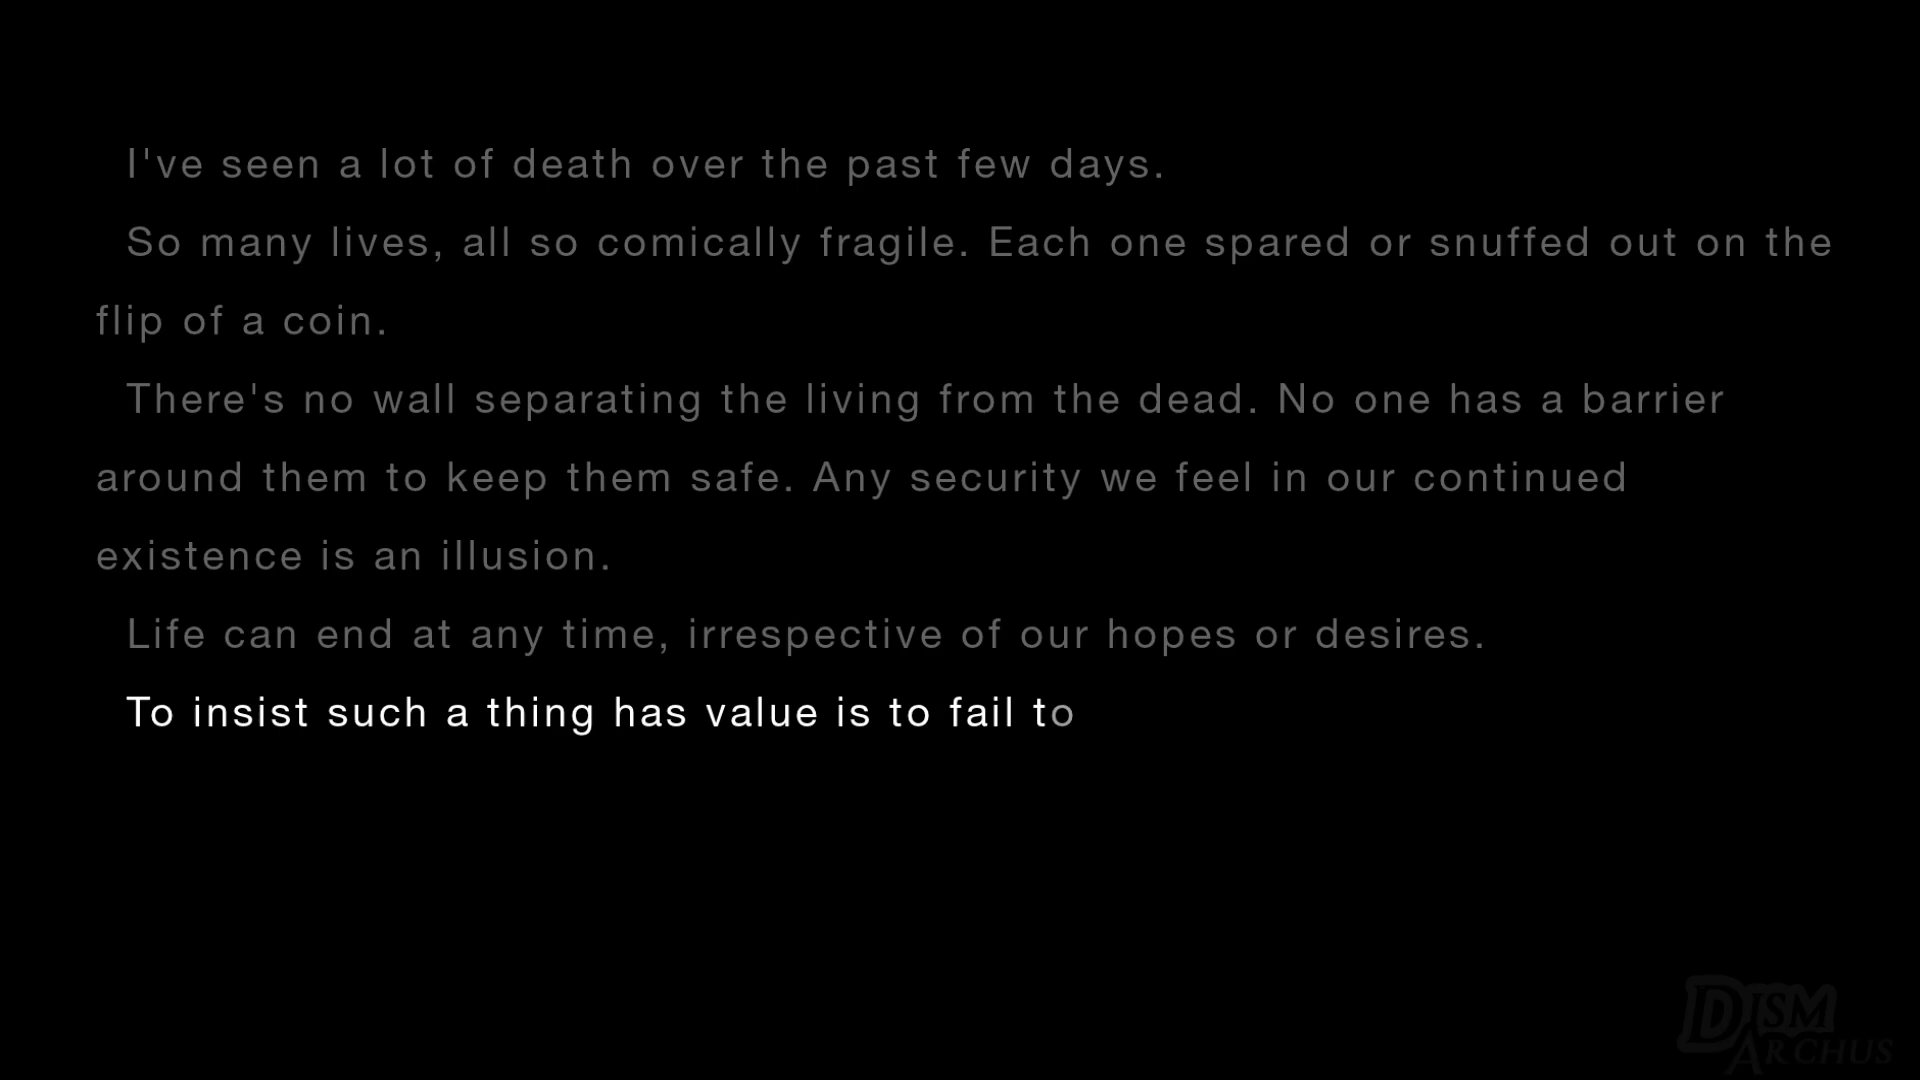 I've seen a lot of death over the past few days.
So many lives, all so comically fragile. Each one spared or snuffed out on the
flip of a coin.
There's no wall separating the living from the dead. No one has a barrier
around them to keep them safe. Any security we feel in our continued
existence is an illusion.
Life can end at any time, irrespective of our hopes or desires.
To insist such a thing has value is to fail to
DISM
ARCHUS